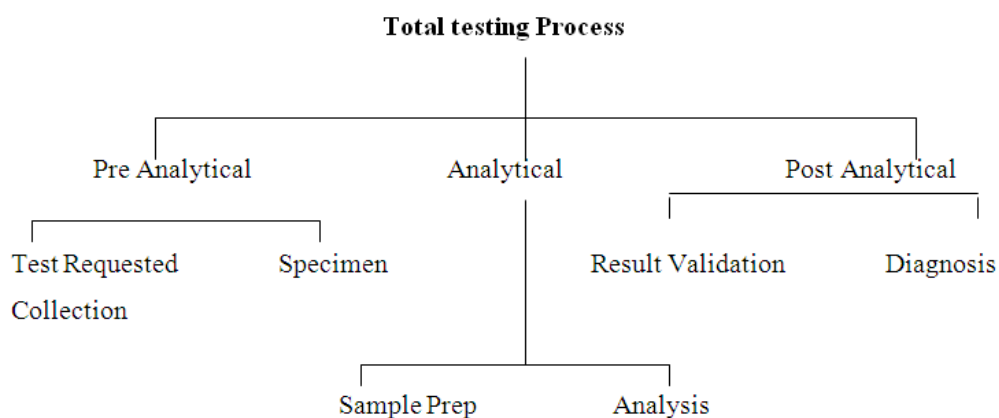 Total testing Process
Pre Analytical Analytical Post Analytical
Test Requested Specimen Result Validation Diagnosis
Collection
Sample Prep Analysis